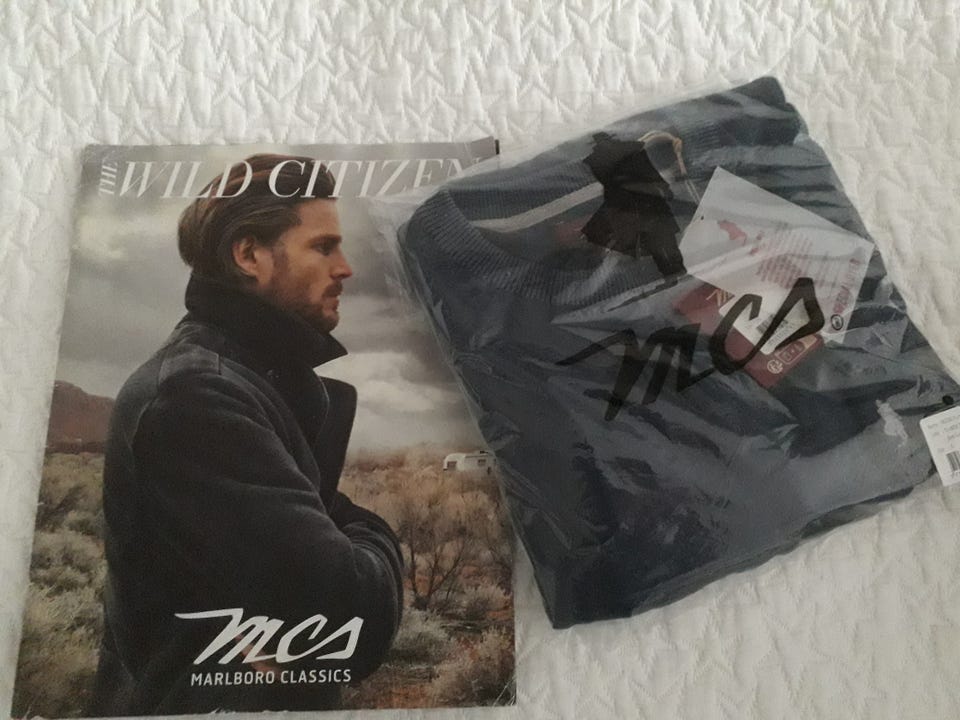 THE WILD CITIZEN
mcs
MARLBORO CLASSICS
mcs